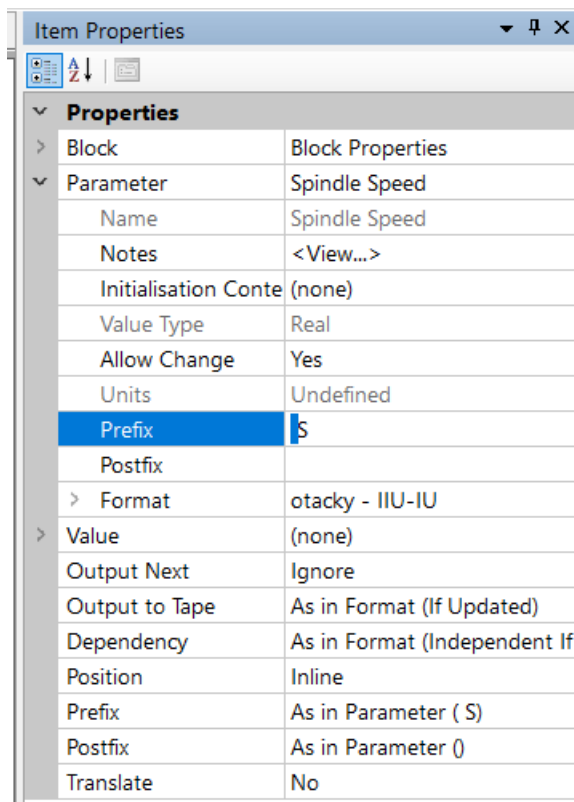 Item Properties
Properties
Block Block Properties
Parameter Spindle Speed
Name Spindle Speed
Notes <View...>
Initialisation Conte (none)
Value Type Real
Allow Change Yes
Units Undefined
Prefix S
Postfix
Format otacky - IIU-IU
Value (none)
Output Next Ignore
Output to Tape As in Format (If Updated)
Dependency As in Format (Independent If
Position Inline
Prefix As in Parameter ( S)
Postfix As in Parameter ()
Translate No